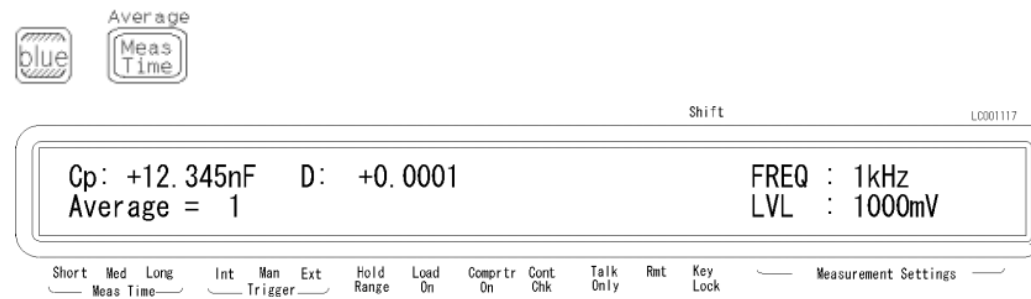 Average
blue
Meas
Time
Shift
LC001117
Cp: +12.345nF D: +0.0001 FREQ : 1kHz
Average = 1 LVL : 1000mV
Short Med Long Int Man Ext Hold Load Comprtr Cont Talk Rmt Key Measurement Settings
Meas Time Trigger Range On On Chk Only Lock